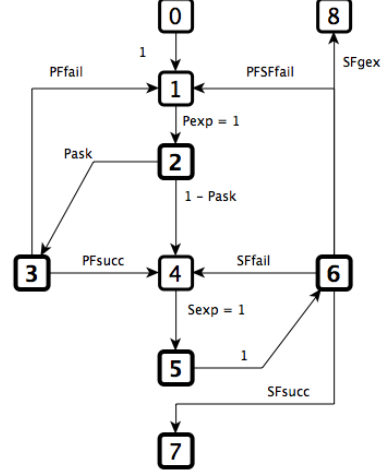 0
8
1
SFgex
PFfail
PFSFfail
1
Pexp = 1
Pask
2
1 - Pask
PFsucc
SFfail
3
4
6
Sexp = 1
1
5
SFsucc
7